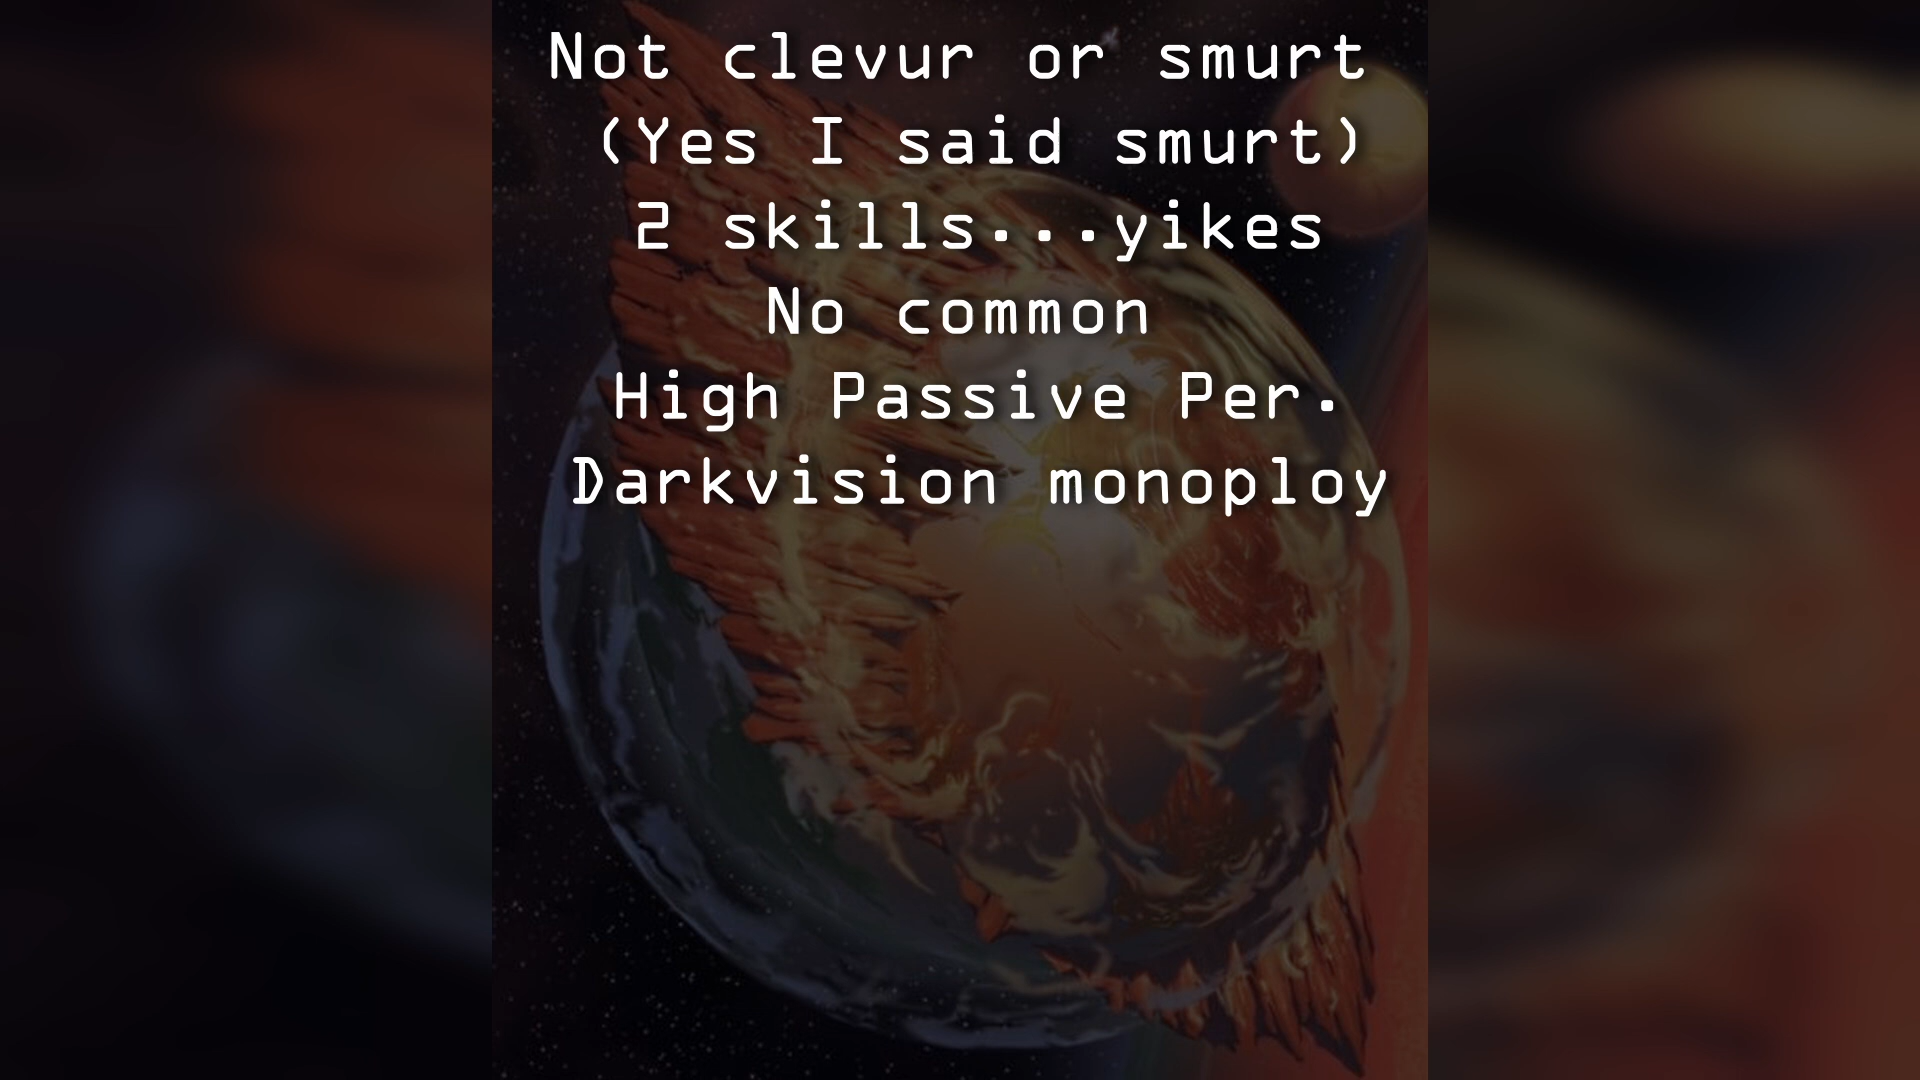 Not clevur or smurt
(Yes I said smurt)
2 skills...yikes
No common
High Passive Per.
Darkvision monoploy